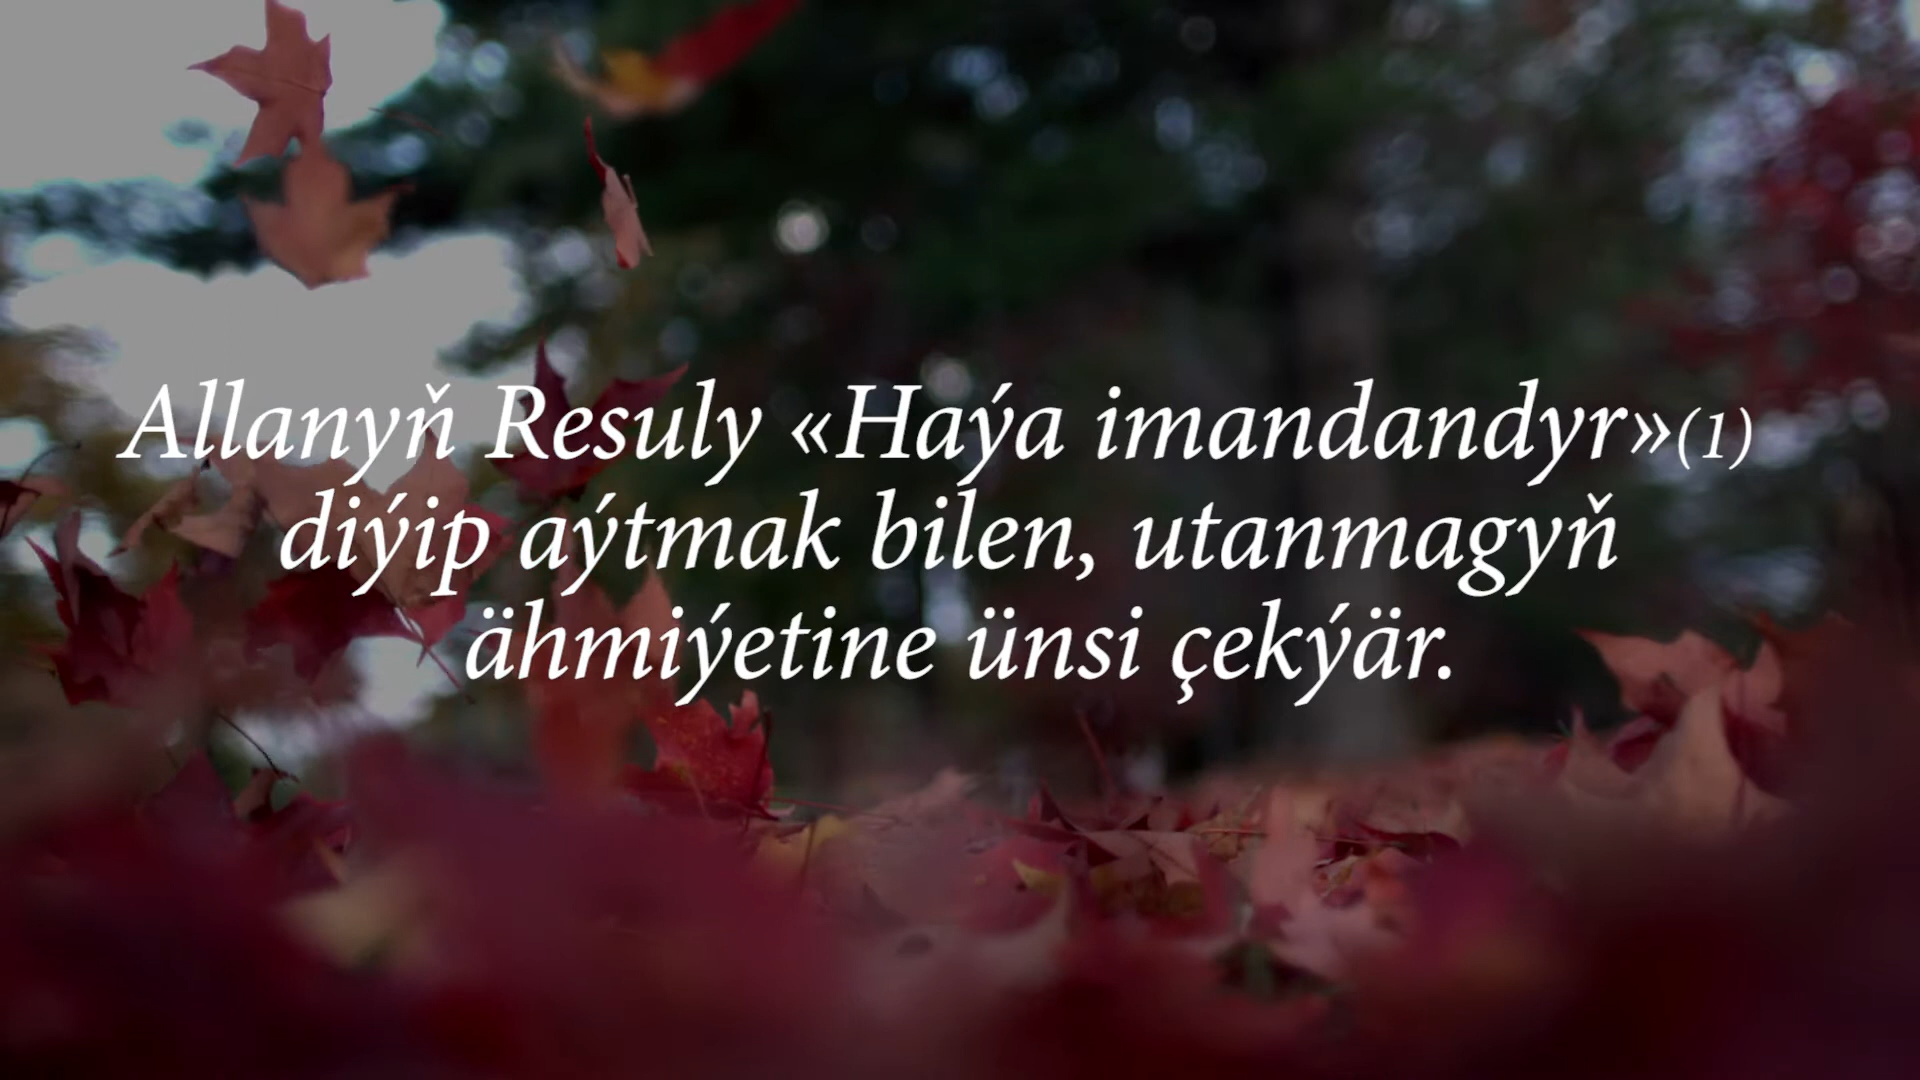 Allanyň Resuly «Haýa imandandyr»(1)
diýip aýtmak bilen, utanmagyň
ähmiýetine ünsi çekýär.